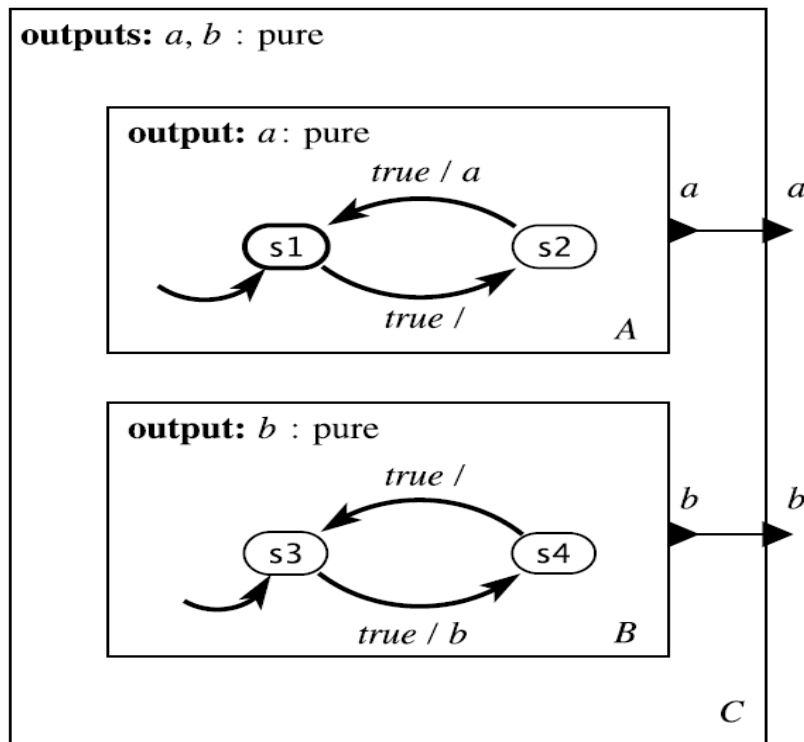 outputs: a, b : pure
output: a: pure
true / a
a
a
s1
s2
true /
A
output: b : pure
true /
b
b
s3
s4
true / b
B
C